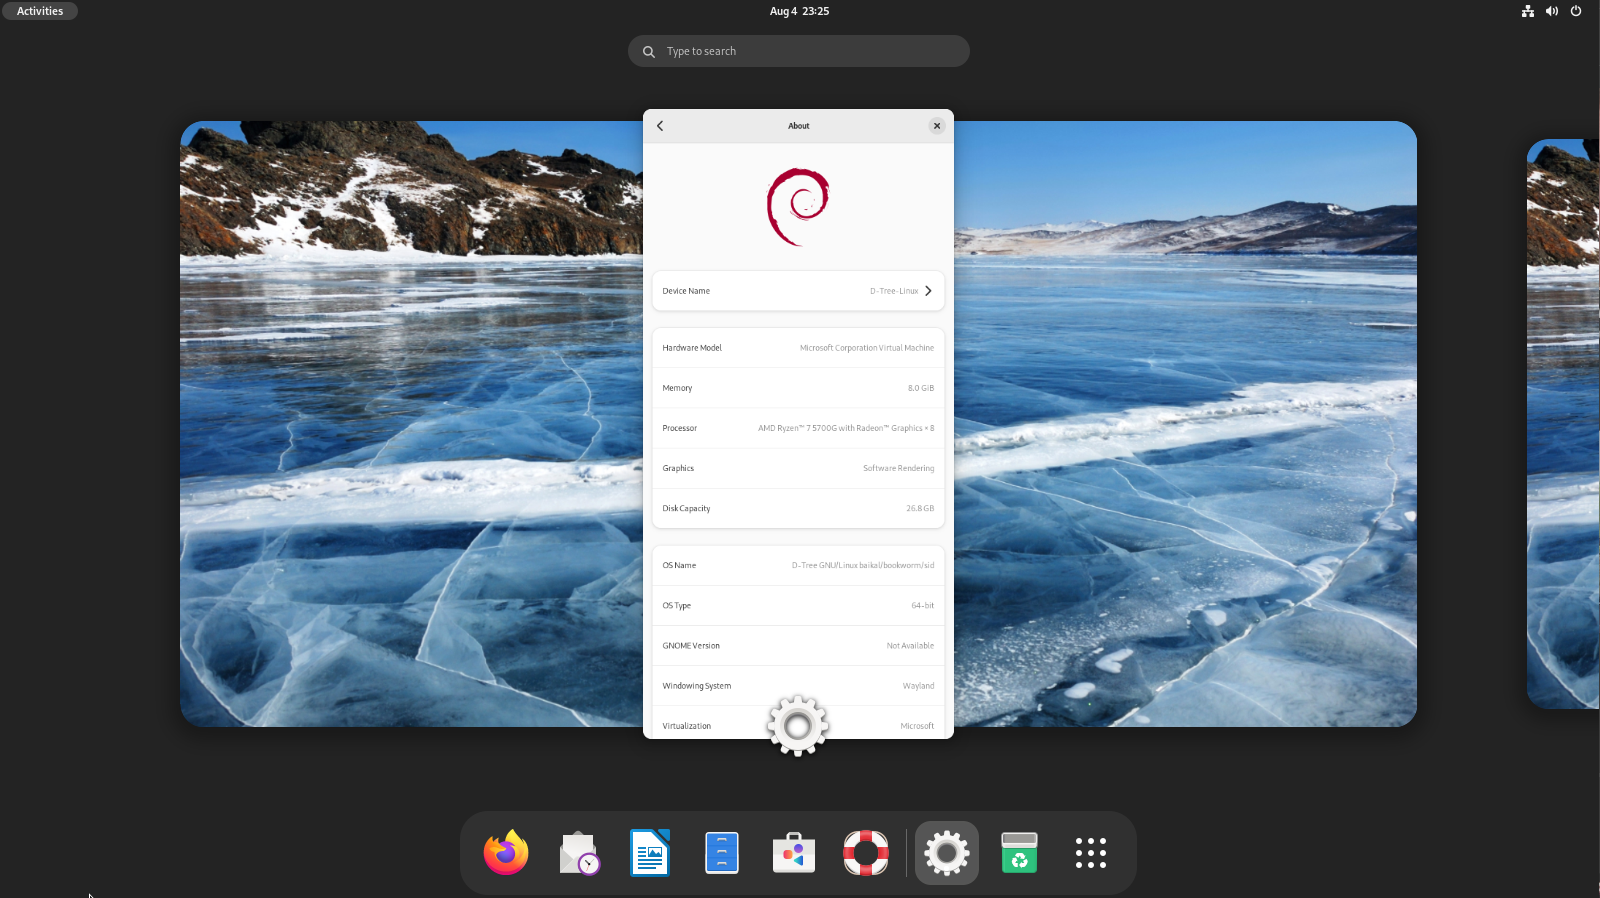 Activities
Aug 4 23:25
Type to search
About
Device Name D-Tree-Linux
Hardware Model Microsoft Corporation Virtual Machine
Memory 8.0 GiB
Processor AMD Ryzen™ 7 5700G with Radeon™ Graphics × 8
Graphics Software Rendering
Disk Capacity 26.8 GB
OS Name D-Tree GNU/Linux baikal/bookworm/sid
OS Type 64-bit
GNOME Version Not Available
Windowing System Wayland
Virtualization Microsoft